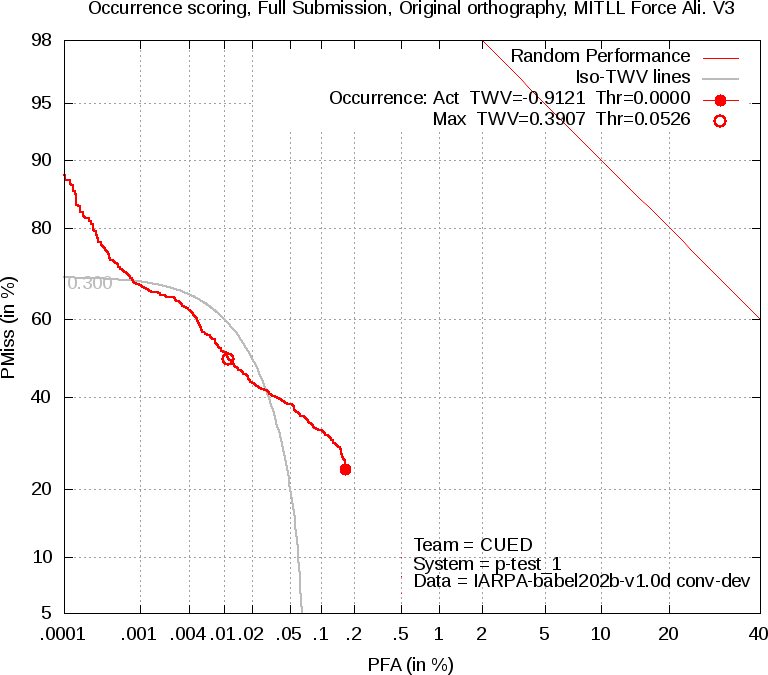 Occurrence scoring, Full Submission, Original orthography, MITLL Force Ali. V3
98
95
90
80
60
40
20
10
5
PMiss (in %)
Random Performance
Iso-TWV lines
Occurrence: Act TWV=-0.9121 Thr=0.0000
Max TWV=0.3907 Thr=0.0526
0.300
Team = CUED
System = p-test_1
Data = IARPA-babel202b-v1.0d conv-dev
.0001 .001 .004 .01 .02 .05 .1 .2 .5 1 2 5 10 20 40
PFA (in %)